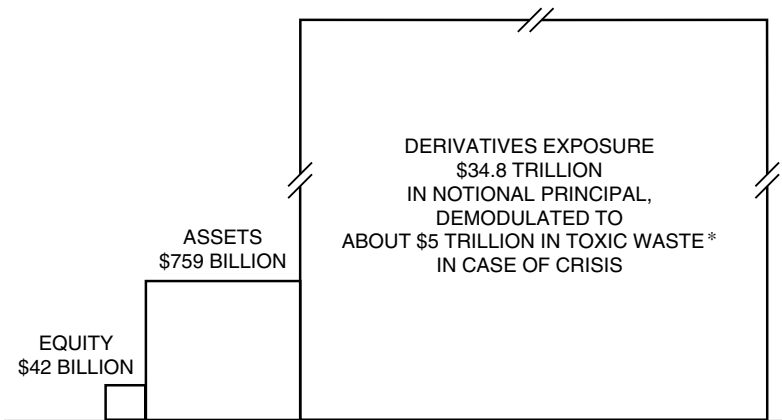 DERIVATIVES EXPOSURE
$34.8 TRILLION
IN NOTIONAL PRINCIPAL,
DEMODULATED TO
ABOUT $5 TRILLION IN TOXIC WASTE*
IN CASE OF CRISIS
ASSETS
$759 BILLION
EQUITY
$42 BILLION